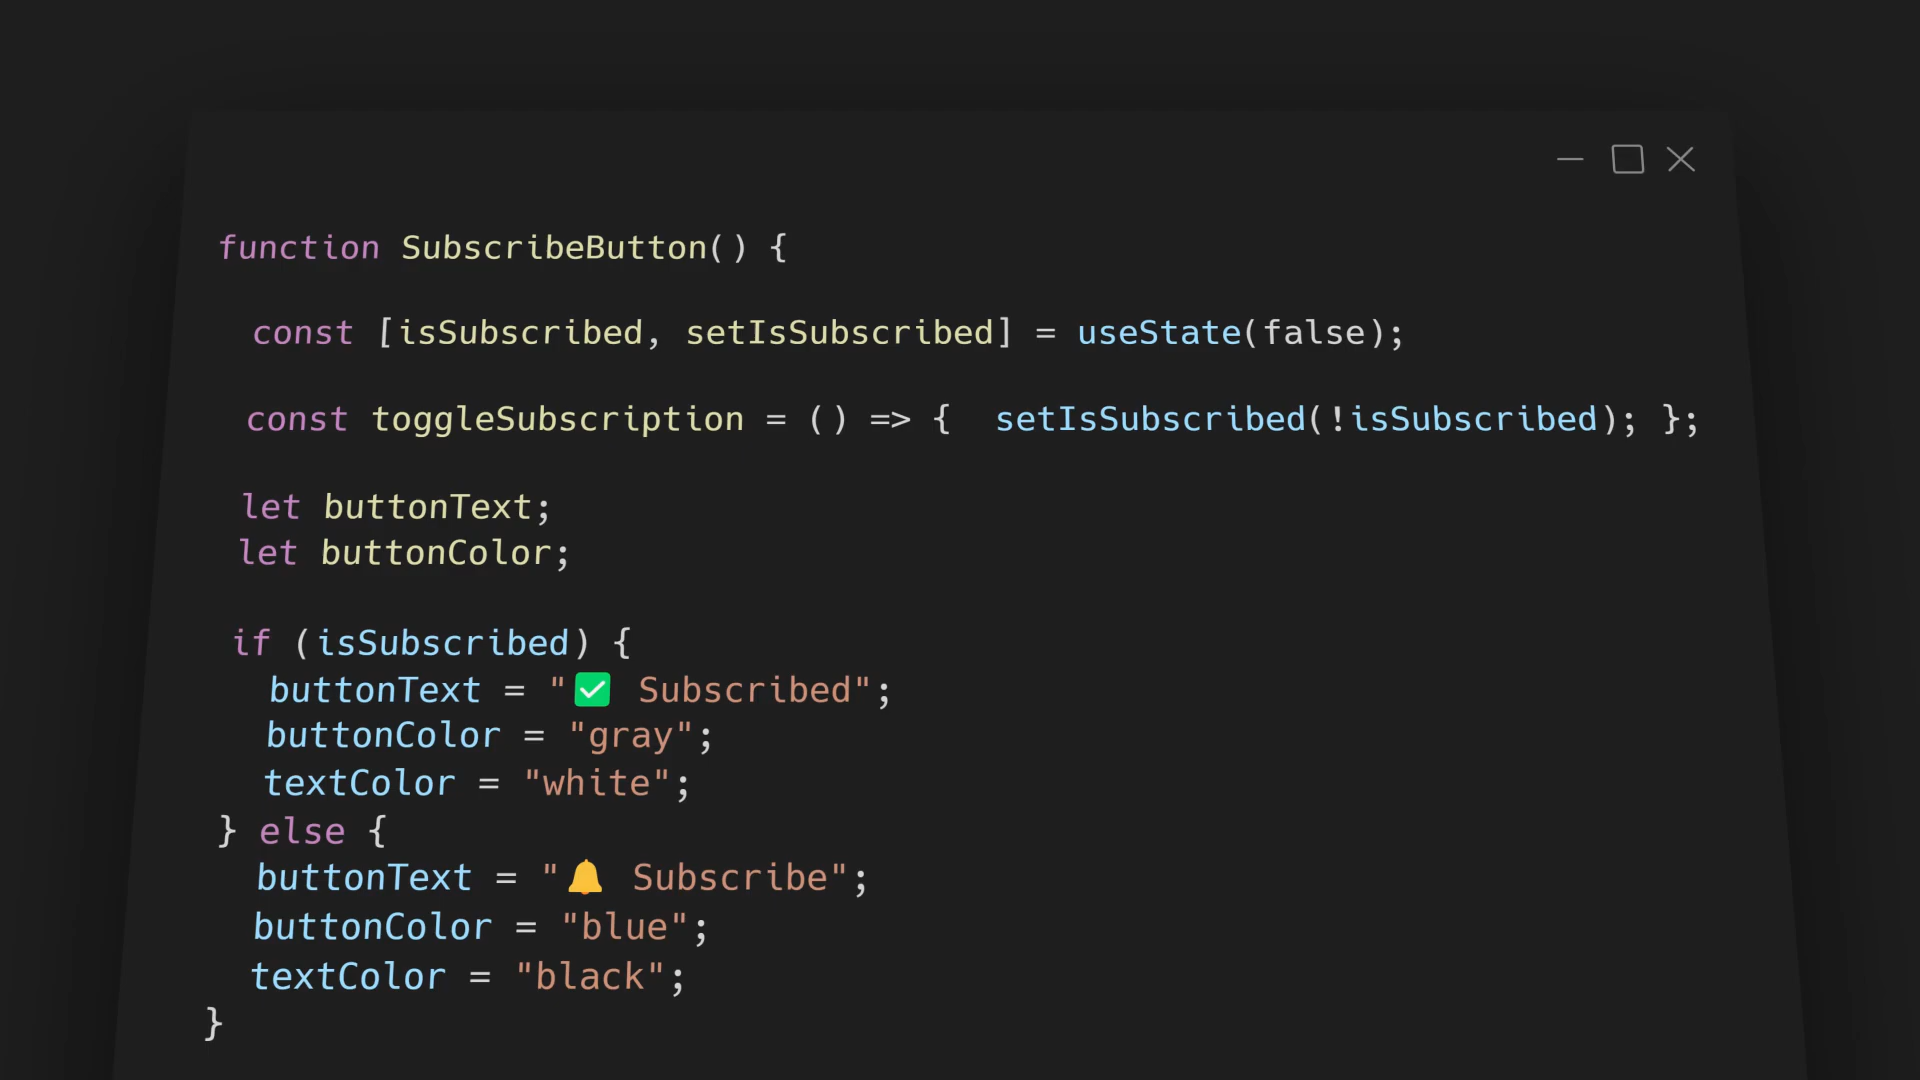 function SubscribeButton() {
const [isSubscribed, setIsSubscribed] = useState(false);
const toggleSubscription = () => {  setIsSubscribed(!isSubscribed); };
let buttonText;
let buttonColor;
if (isSubscribed) {
buttonText = "✅ Subscribed";
buttonColor = "gray";
textColor = "white";
} else {
buttonText = "🔔 Subscribe";
buttonColor = "blue";
textColor = "black";
}